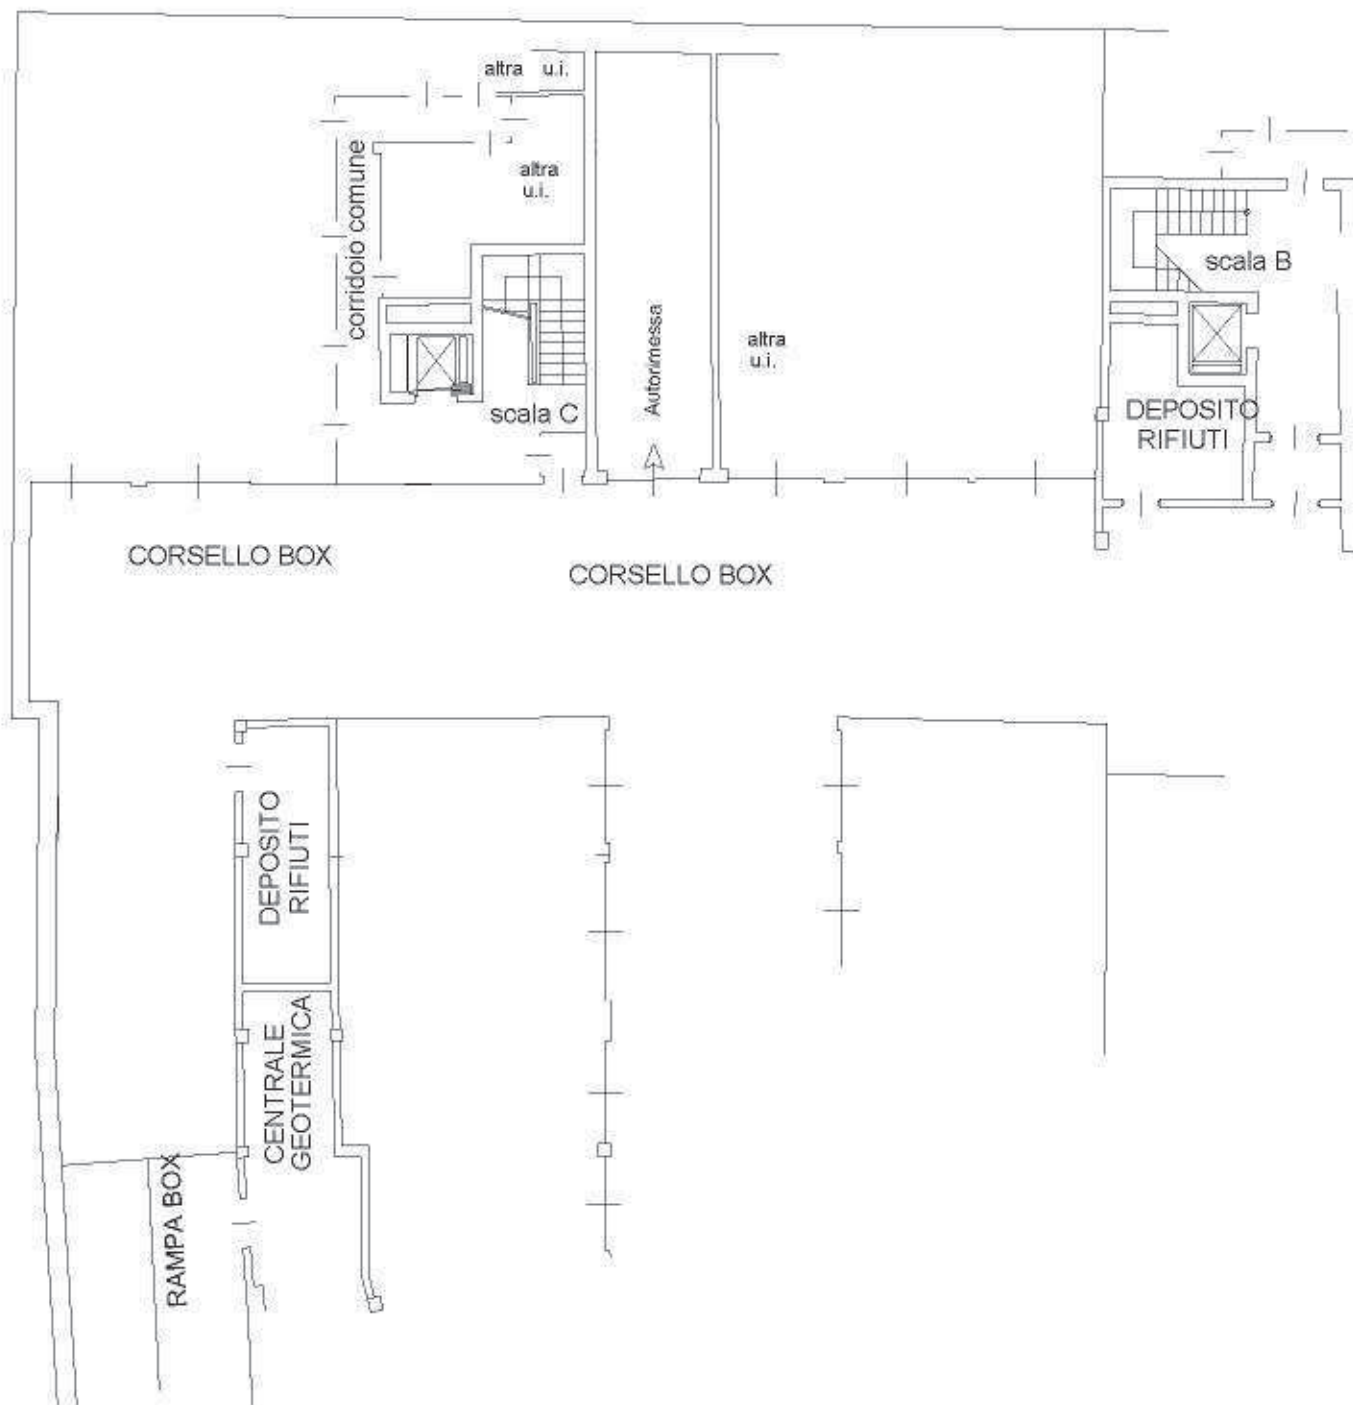 altra u.i.
corridoio comune
altra
u.i.
scala B
Autorimessa
altra
u.i.
scala C
DEPOSITO
RIFIUTI
CORSELLO BOX
CORSELLO BOX
DEPOSITO
RIFIUTI
CENTRALE
GEOTERMICA
RAMPA BOX